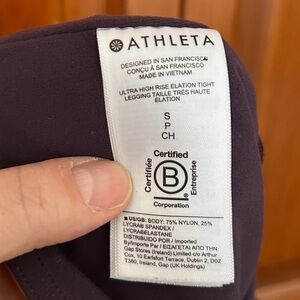 ATHLETA
DESIGNED IN SAN FRANCISCO
CONÇU À SAN FRANCISCO
MADE IN VIETNAM
ULTRA HIGH RISE ELATION TIGHT
LEGGING TAILLE TRÈS HAUTE
ÉLATION
S
P
CH
Certified
Certifiée
B
Entreprise
Corporation
US/GB: BODY: 75% NYLON, 25%
LYCRA® SPANDEX /
LYCRA®ELASTANE
DISTRIBUIDO POR / Imported
By/Importé Par / ΕΙΣΑΓΕΤΑΙ ΑΠΟ ΤΗΝ:
Gap Stores (Ireland) Limited c/o Arthur
Cox, 10 Earlsfort Terrace, Dublin 2, D02
T380, Ireland, Gap (UK Holdings)